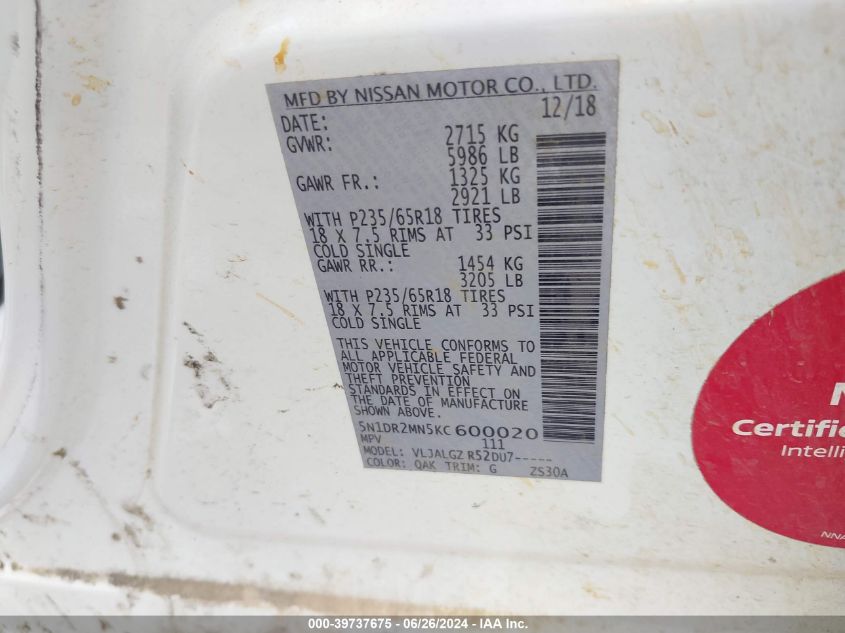 MFD BY NISSAN MOTOR CO., LTD.
DATE: 12/18
GVWR: 2715 KG
5986 LB
GAWR FR.: 1325 KG
2921 LB
WITH P235/65R18 TIRES
18 X 7.5 RIMS AT 33 PSI
COLD SINGLE
GAWR RR.: 1454 KG
3205 LB
WITH P235/65R18 TIRES
18 X 7.5 RIMS AT 33 PSI
COLD SINGLE
THIS VEHICLE CONFORMS TO
ALL APPLICABLE FEDERAL
MOTOR VEHICLE SAFETY AND
THEFT PREVENTION
STANDARDS IN EFFECT ON
THE DATE OF MANUFACTURE
SHOWN ABOVE.
5N1DR2MN5KC600020
MPV 111
MODEL: VLJALGZ R52DU7-----
COLOR: QAK TRIM: G ZS30A
Certifie
Intelli
NNA
000-39737675 - 06/26/2024 - IAA Inc.